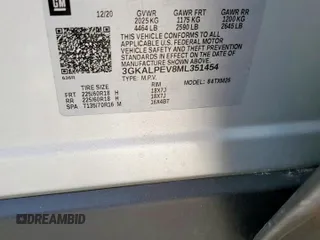 GM
12/20 GVWR GAWR FRT GAWR RR
2025 KG 1175 KG 1200 KG
4464 LB 2590 LB 2645 LB
THIS VEHICLE CONFORMS TO ALL
APPLICABLE U.S. FEDERAL MOTOR
VEHICLE SAFETY AND THEFT PREVENTION
STANDARDS IN EFFECT ON THE DATE OF
MANUFACTURE SHOWN ABOVE.
3GKALPEV8ML351454
TYPE: M.P.V.
TIRE SIZE RIM
FRT 225/60R18 H 18X7J
RR 225/60R18 H 18X7J
SPA T135/70R16 M 16X4BT
DREAMBID